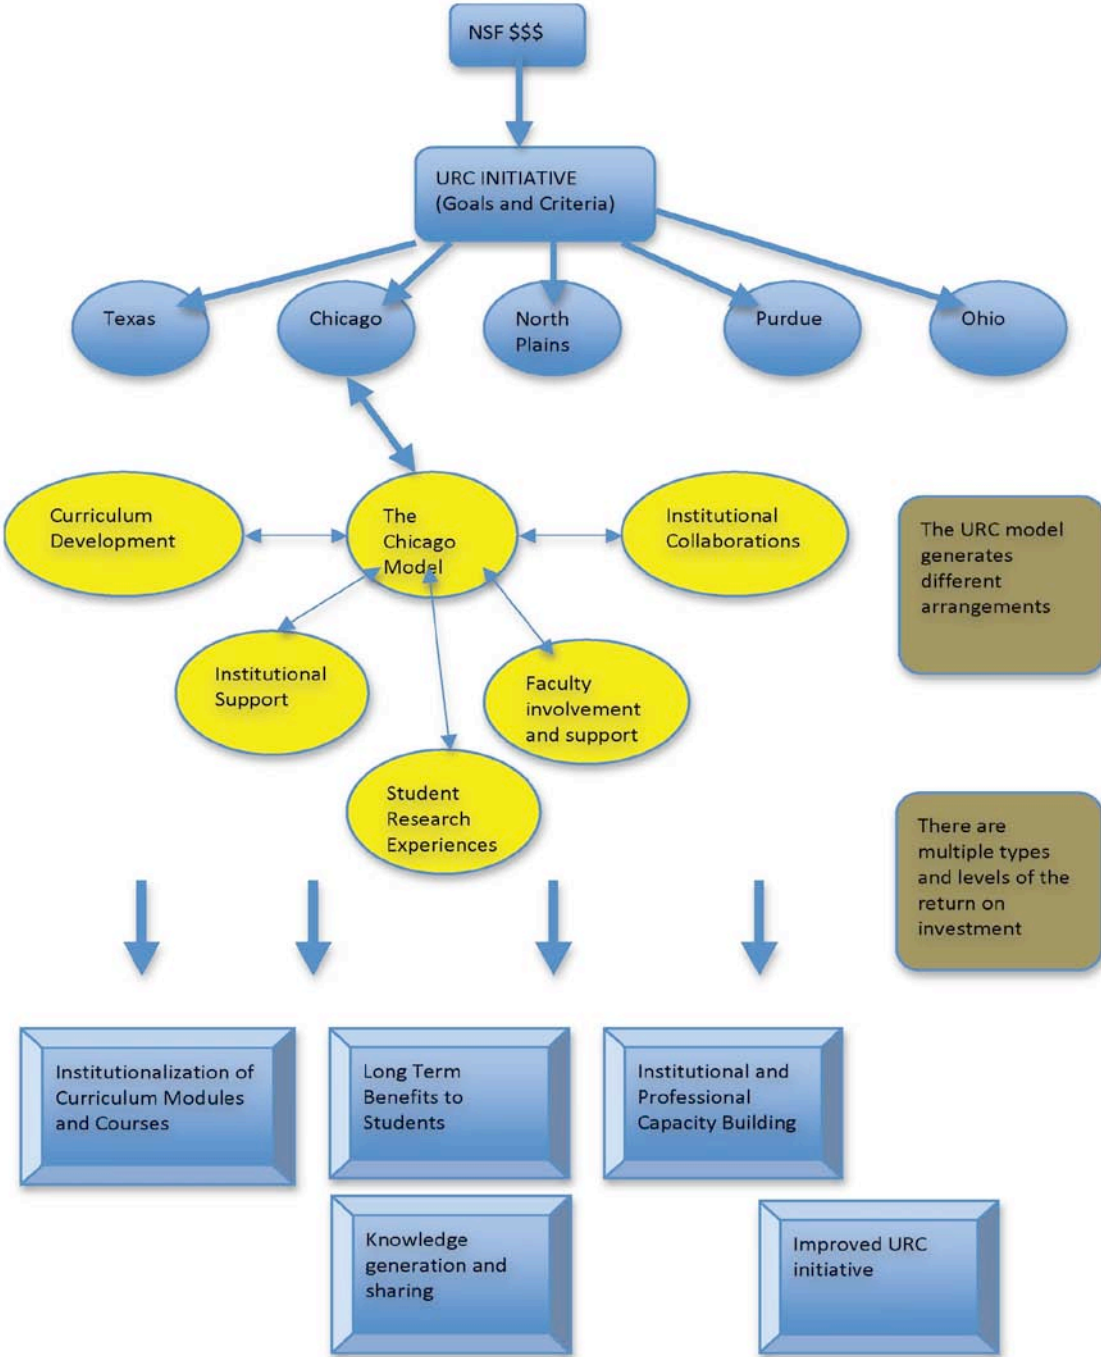 NSF $$$
URC INITIATIVE
(Goals and Criteria)
Texas
Chicago
North
Plains
Purdue
Ohio
Curriculum
Development
The
Chicago
Model
Institutional
Collaborations
The URC model
generates
different
arrangements
Institutional
Support
Faculty
involvement
and support
Student
Research
Experiences
There are
multiple types
and levels of the
return on
investment
Institutionalization of
Curriculum Modules
and Courses
Long Term
Benefits to
Students
Institutional and
Professional
Capacity Building
Knowledge
generation and
sharing
Improved URC
initiative